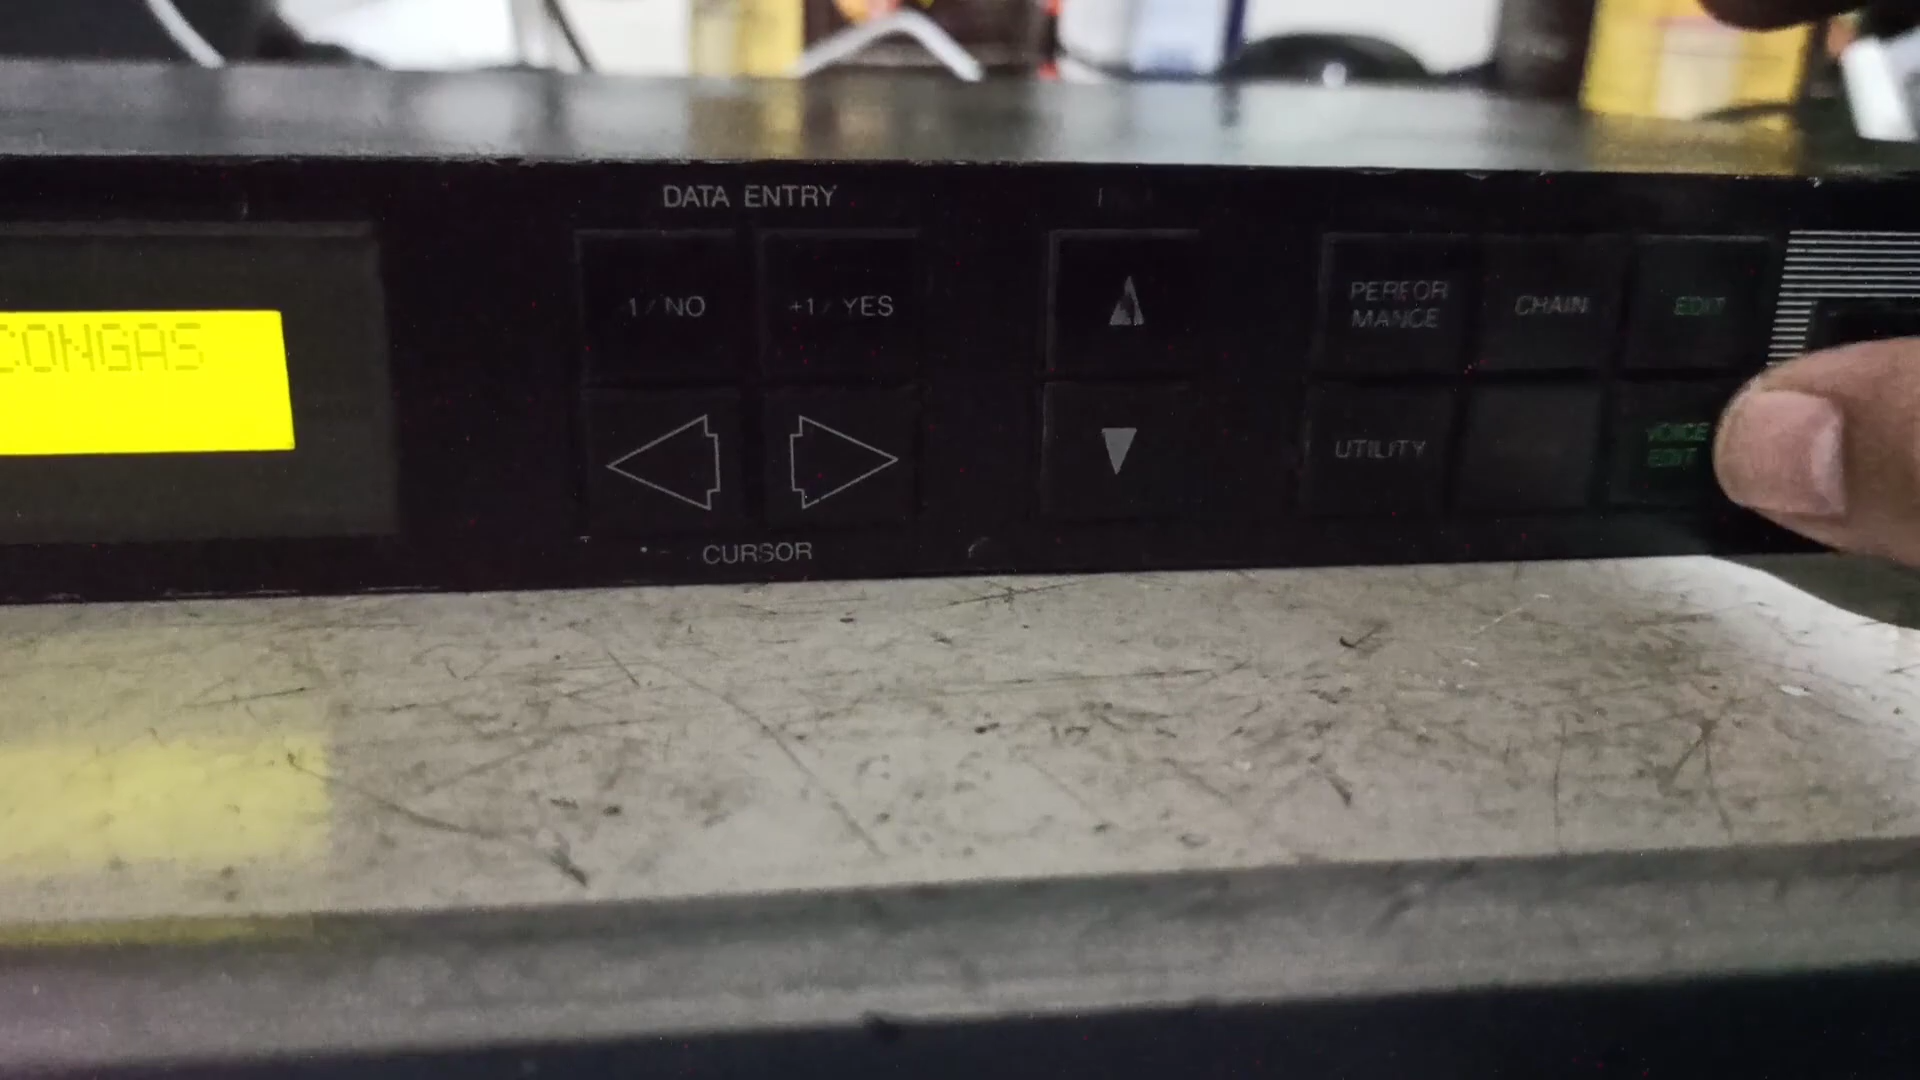 DATA ENTRY
-1 / NO
+1 / YES
PERFOR
MANCE
CHAIN
EDIT
CONGAS
UTILITY
VOICE
EDIT
CURSOR